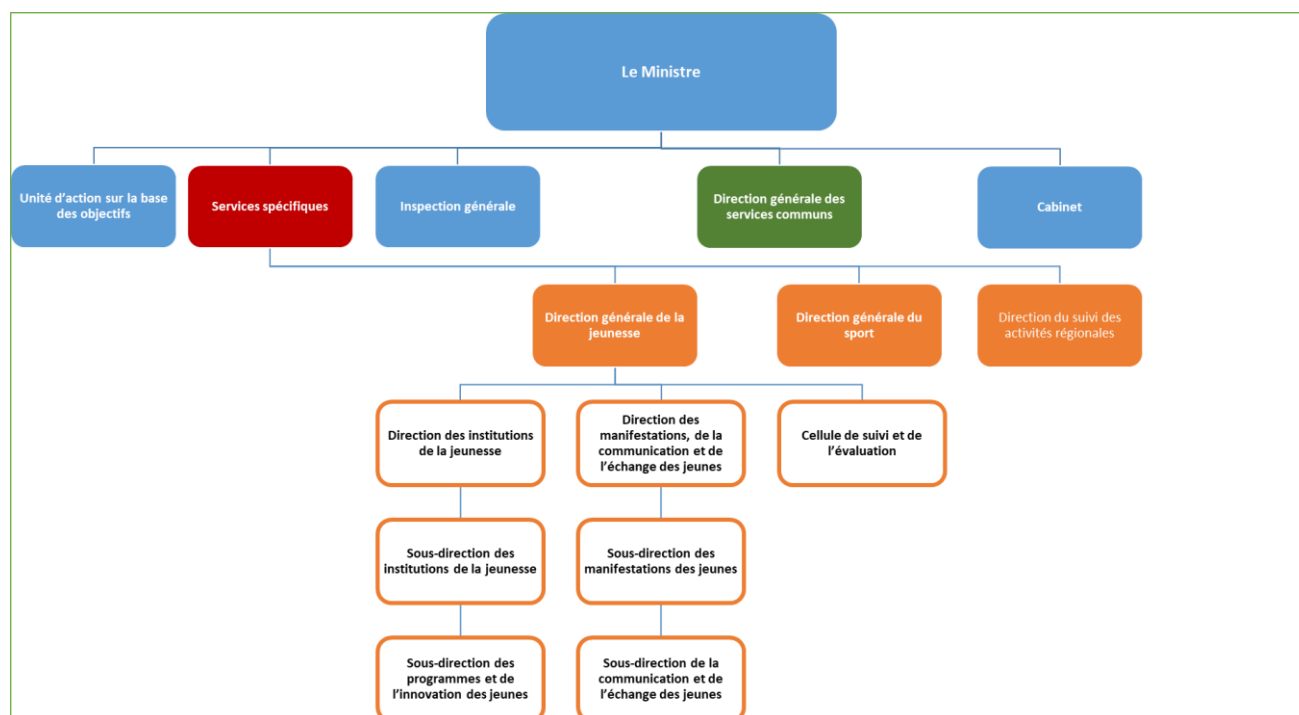 Le Ministre
Unité d'action sur la base
des objectifs
Services spécifiques
Inspection générale
Direction générale des
services communs
Cabinet
Direction générale de la
jeunesse
Direction générale du
sport
Direction du suivi des
activités régionales
Direction des institutions
de la jeunesse
Direction des
manifestations, de la
communication et de
l'échange des jeunes
Cellule de suivi et de
l'évaluation
Sous-direction des
institutions de la jeunesse
Sous-direction des
manifestations des jeunes
Sous-direction des
programmes et de
l'innovation des jeunes
Sous-direction de la
communication et de
l'échange des jeunes